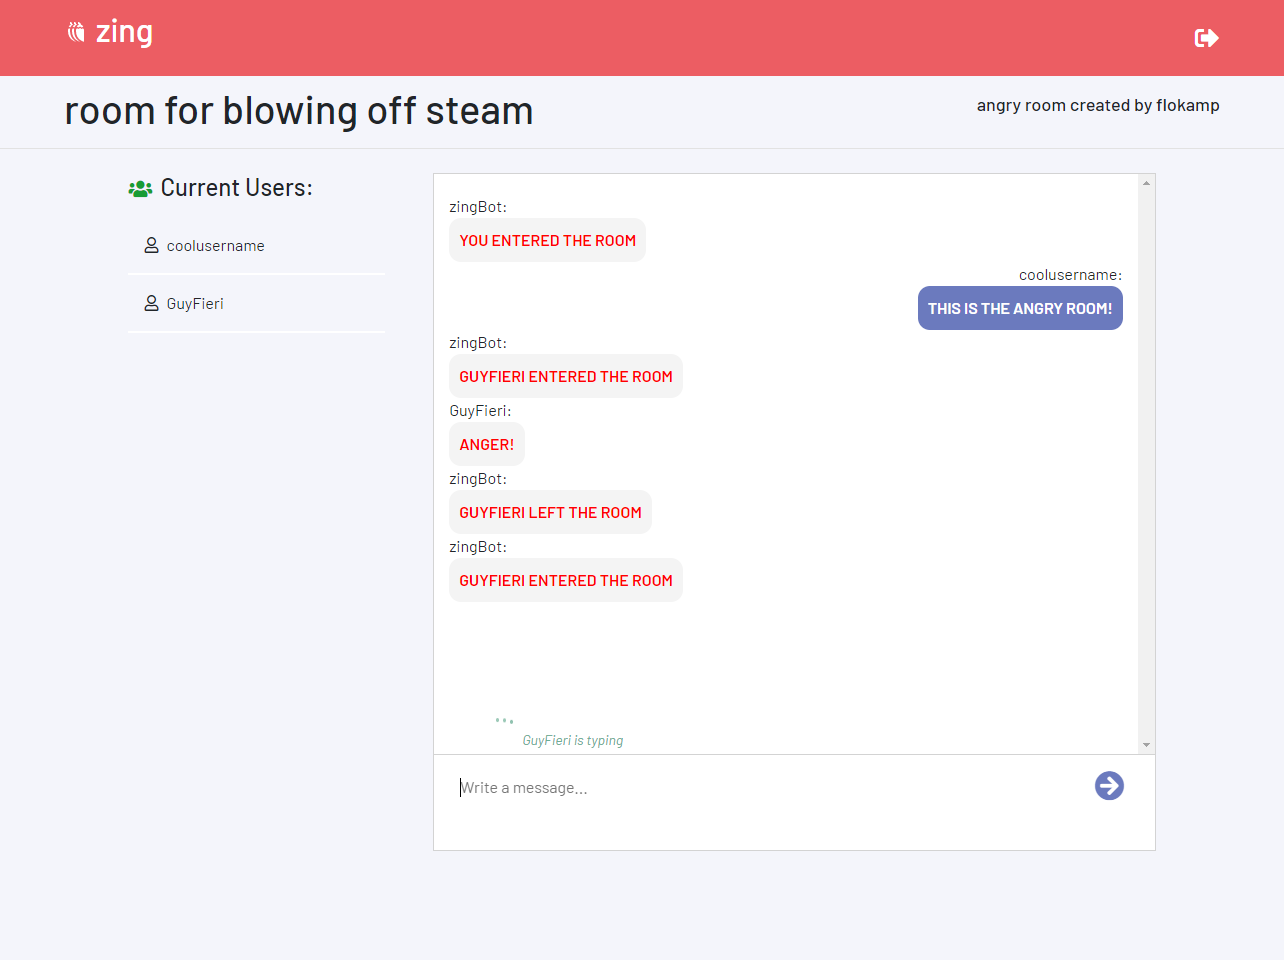 zing
room for blowing off steam
angry room created by flokamp
Current Users:
coolusername
GuyFieri
zingBot:
YOU ENTERED THE ROOM
coolusername:
THIS IS THE ANGRY ROOM!
zingBot:
GUYFIERI ENTERED THE ROOM
GuyFieri:
ANGER!
zingBot:
GUYFIERI LEFT THE ROOM
zingBot:
GUYFIERI ENTERED THE ROOM
GuyFieri is typing
Write a message...